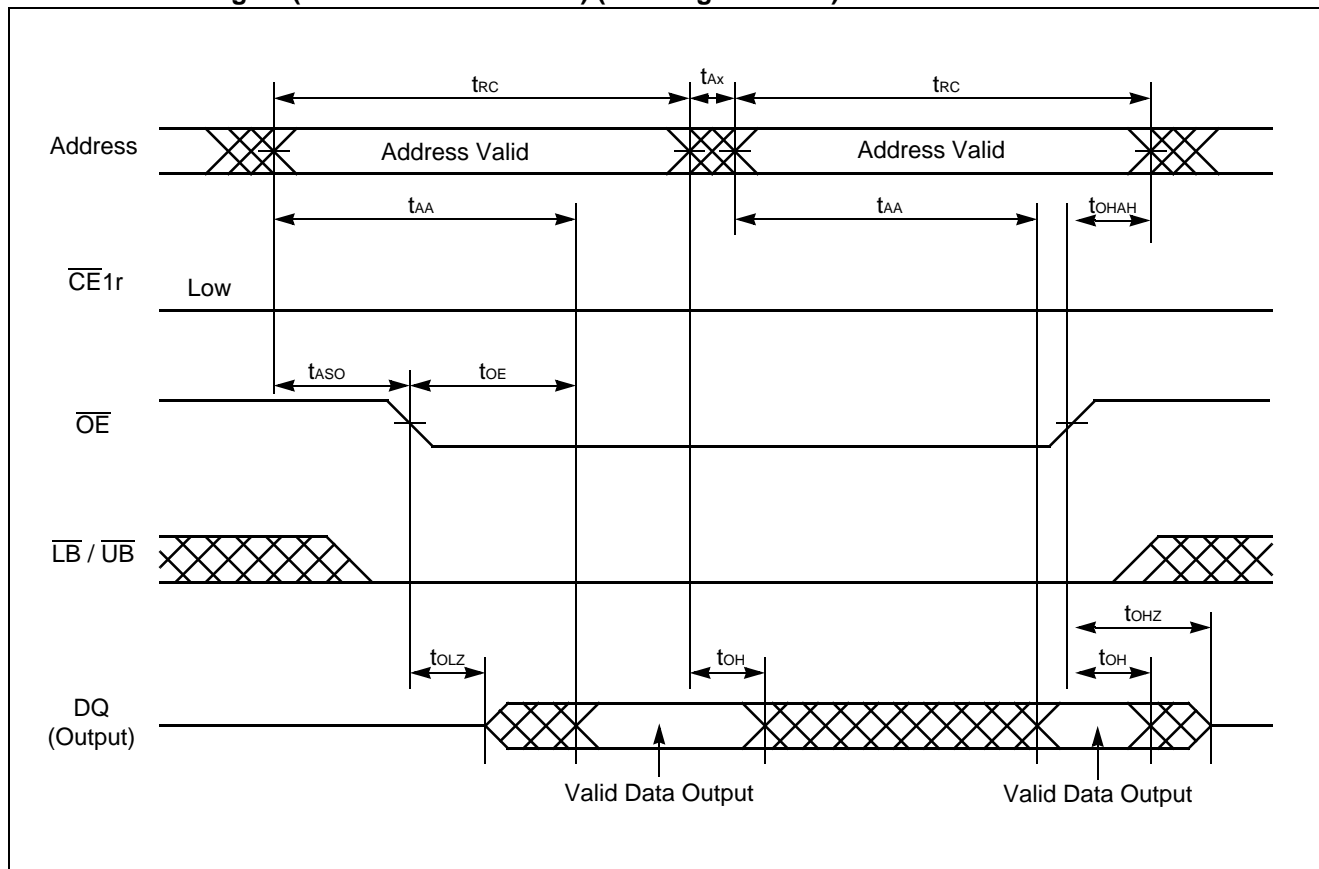 tRC tAx tRC
Address Address Valid Address Valid
tAA tAA tOHAH
CE1r Low
tASO tOE
OE
LB / UB
tOHZ
tOLZ tOH tOH
DQ
(Output)
Valid Data Output Valid Data Output